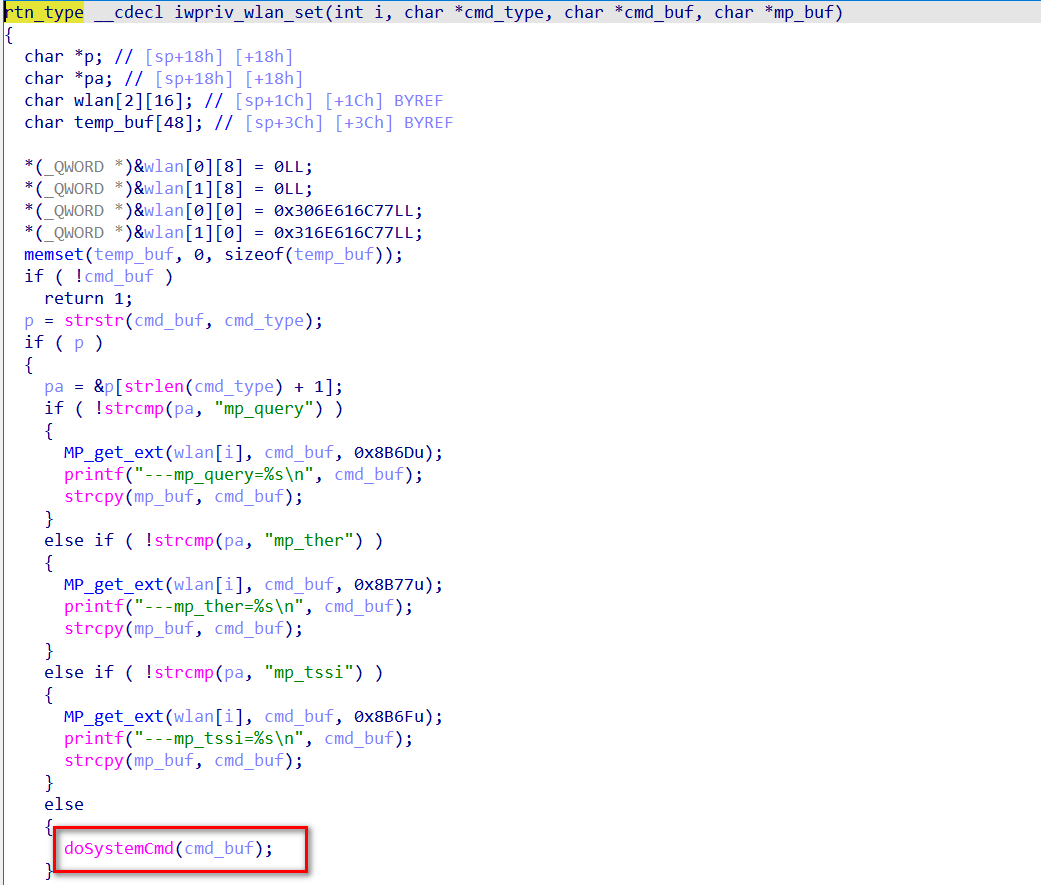 rtn_type __cdecl iwpriv_wlan_set(int i, char *cmd_type, char *cmd_buf, char *mp_buf)
{
  char *p; // [sp+18h] [+18h]
  char *pa; // [sp+18h] [+18h]
  char wlan[2][16]; // [sp+1Ch] [+1Ch] BYREF
  char temp_buf[48]; // [sp+3Ch] [+3Ch] BYREF

  *(_QWORD *)&wlan[0][8] = 0LL;
  *(_QWORD *)&wlan[1][8] = 0LL;
  *(_QWORD *)&wlan[0][0] = 0x306E616C77LL;
  *(_QWORD *)&wlan[1][0] = 0x316E616C77LL;
  memset(temp_buf, 0, sizeof(temp_buf));
  if ( !cmd_buf )
    return 1;
  p = strstr(cmd_buf, cmd_type);
  if ( p )
  {
    pa = &p[strlen(cmd_type) + 1];
    if ( !strcmp(pa, "mp_query") )
    {
      MP_get_ext(wlan[i], cmd_buf, 0x8B6Du);
      printf("---mp_query=%s\n", cmd_buf);
      strcpy(mp_buf, cmd_buf);
    }
    else if ( !strcmp(pa, "mp_ther") )
    {
      MP_get_ext(wlan[i], cmd_buf, 0x8B77u);
      printf("---mp_ther=%s\n", cmd_buf);
      strcpy(mp_buf, cmd_buf);
    }
    else if ( !strcmp(pa, "mp_tssi") )
    {
      MP_get_ext(wlan[i], cmd_buf, 0x8B6Fu);
      printf("---mp_tssi=%s\n", cmd_buf);
      strcpy(mp_buf, cmd_buf);
    }
    else
    {
      doSystemCmd(cmd_buf);
    }